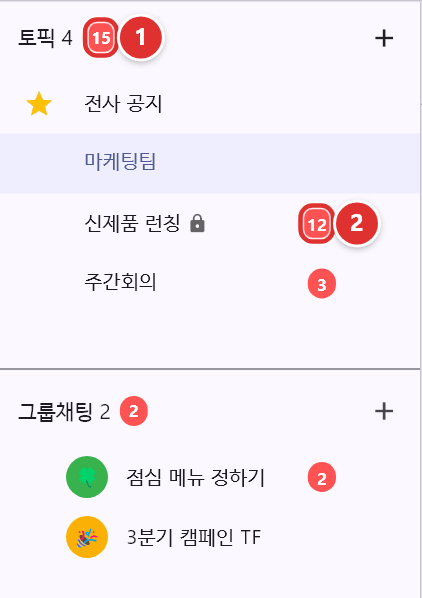 토픽 4 15 1
전사 공지
마케팅팀
신제품 런칭 12 2
주간회의 3
그룹채팅 2 2
점심 메뉴 정하기 2
3분기 캠페인 TF